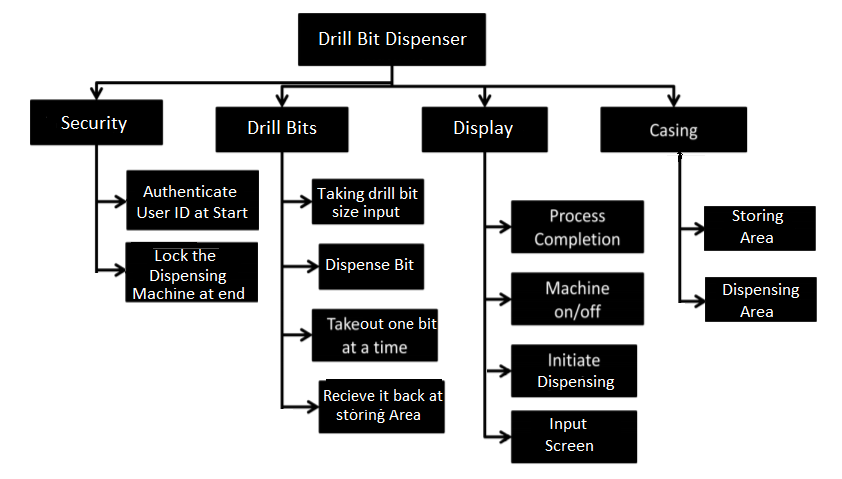 Drill Bit Dispenser
Security
Drill Bits
Display
Casing
Authenticate
User ID at Start
Lock the
Dispensing
Machine at end
Taking drill bit
size input
Dispense Bit
Takeout one bit
at a time
Recieve it back at
storing Area
Process
Completion
Machine
on/off
Initiate
Dispensing
Input
Screen
Storing
Area
Dispensing
Area